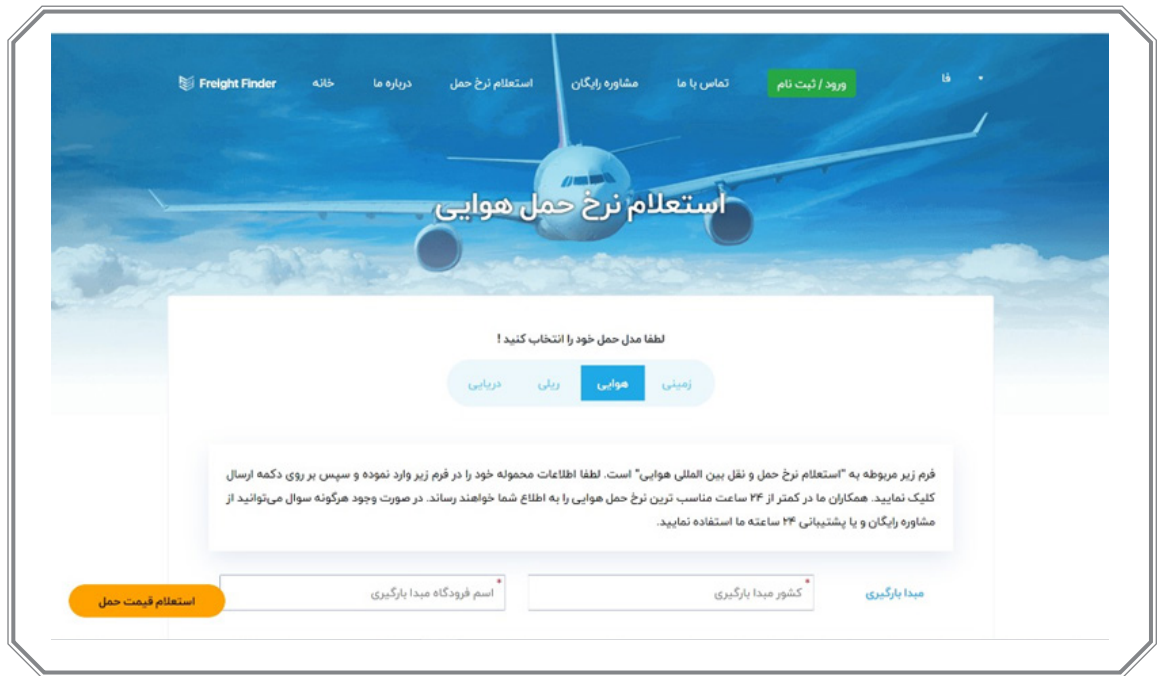 Freight Finder
خانه
درباره ما
استعلام نرخ حمل
مشاوره رایگان
تماس با ما
ورود / ثبت نام
فا
استعلام نرخ حمل هوایی
لطفا مدل حمل خود را انتخاب کنید !
زمینی
هوایی
ریلی
دریایی
فرم زیر مربوطه به "استعلام نرخ حمل و نقل بین المللی هوایی" است. لطفا اطلاعات محموله خود را در فرم زیر وارد نموده و سپس بر روی دکمه ارسال
کلیک نمایید. همکاران ما در کمتر از ۲۴ ساعت مناسب ترین نرخ حمل هوایی را به اطلاع شما خواهند رساند. در صورت وجود هرگونه سوال می‌توانید از
مشاوره رایگان و یا پشتیبانی ۲۴ ساعته ما استفاده نمایید.
مبدا بارگیری
* کشور مبدا بارگیری
* اسم فرودگاه مبدا بارگیری
استعلام قیمت حمل